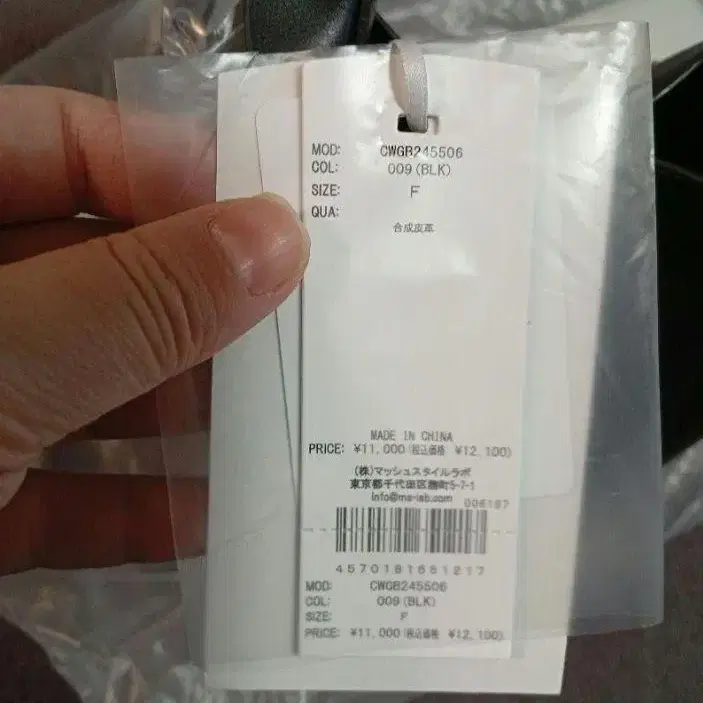 MOD: CWGB245506
COL: 009(BLK)
SIZE: F
QUA:
合成皮革
MADE IN CHINA
PRICE: ¥11,000(税込価格 ¥12,100)
(株)マッシュスタイルラボ
東京都千代田区麹町5-7-1
info@ms-lab.com 006187
4570181651217
MOD: CWGB245506
COL: 009(BLK)
SIZE: F
PRICE: ¥11,000(税込価格 ¥12,100)